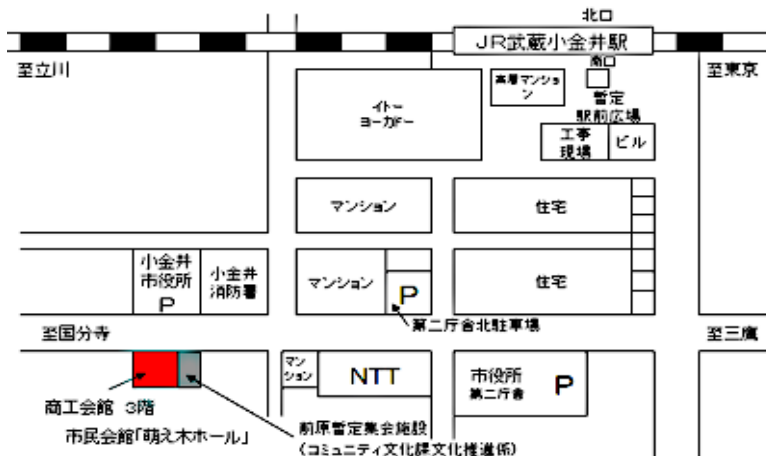 北口
JR武蔵小金井駅
至立川
南口
至東京
高層マンショ
ン
暫定
駅前広場
イトー
ヨーカドー
工事
現場
ビル
マンション
住宅
小金井
市役所
P
小金井
消防署
マンション
P
住宅
第二庁舎北駐車場
至国分寺
至三鷹
マン
ション
NTT
市役所
第二庁舎
P
商工会館 3階
市民会館「萌え木ホール」
前原暫定集会施設
(コミュニティ文化課文化推進係)